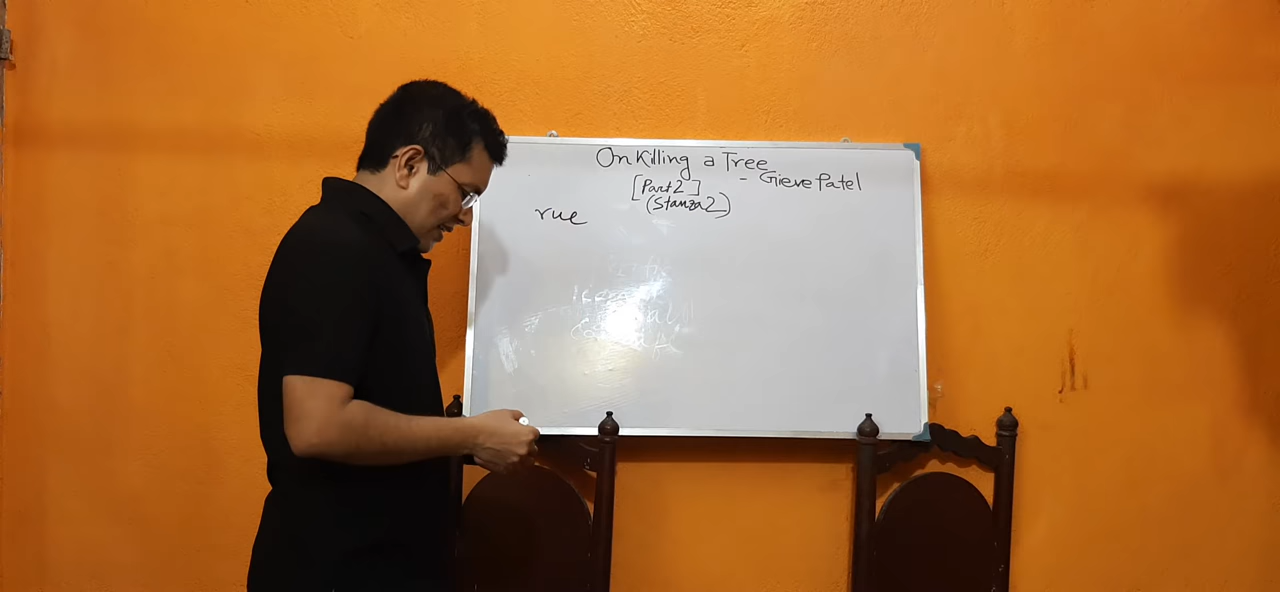 On Killing a Tree
- Gieve Patel
[Part 2]
(Stanza 2)
rue